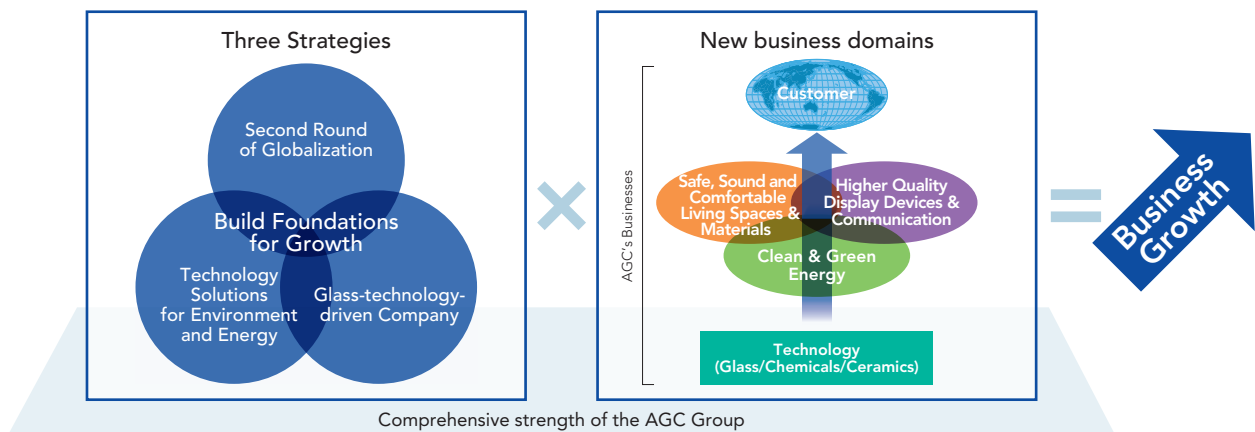 Three Strategies
Second Round
of Globalization
Build Foundations
for Growth
Technology
Solutions
for Environment
and Energy
Glass-technology-
driven Company
×
New business domains
AGC's Businesses
Customer
Safe, Sound and
Comfortable
Living Spaces &
Materials
Higher Quality
Display Devices &
Communication
Clean & Green
Energy
Technology
(Glass/Chemicals/Ceramics)
=
Business
Growth
Comprehensive strength of the AGC Group